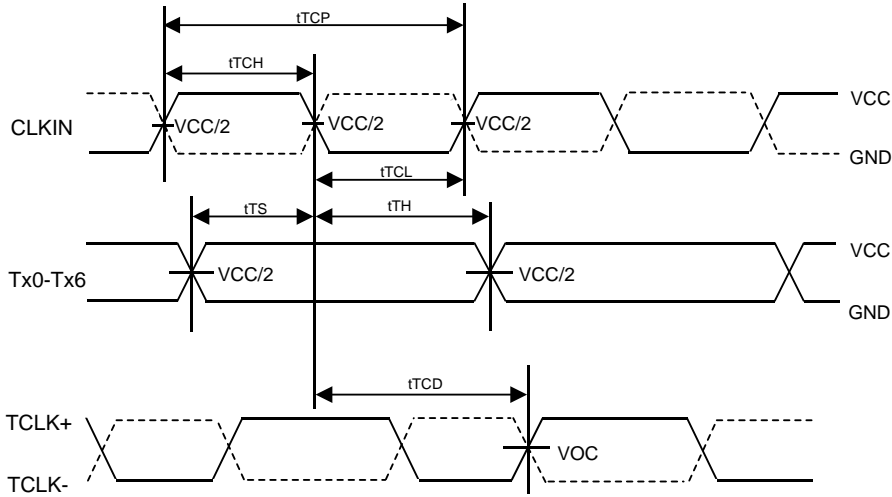 tTCP
tTCH
CLKIN
VCC/2
VCC/2
VCC/2
VCC
GND
tTCL
tTS
tTH
Tx0-Tx6
VCC/2
VCC/2
VCC
GND
tTCD
TCLK+
TCLK-
VOC